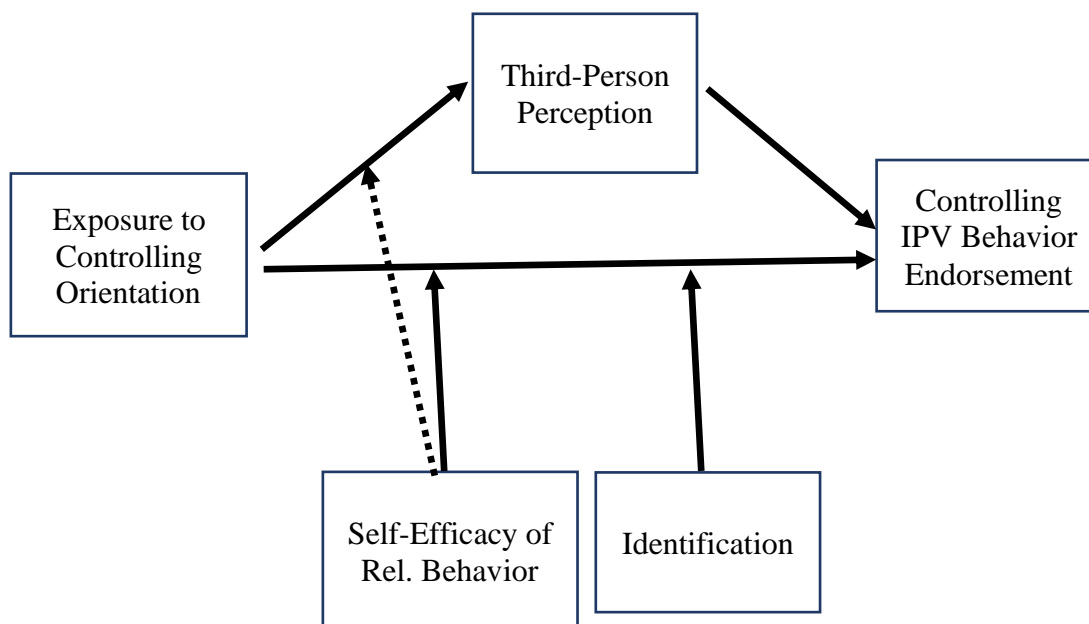 Third-Person
Perception
Exposure to
Controlling
Orientation
Controlling
IPV Behavior
Endorsement
Self-Efficacy of
Rel. Behavior
Identification